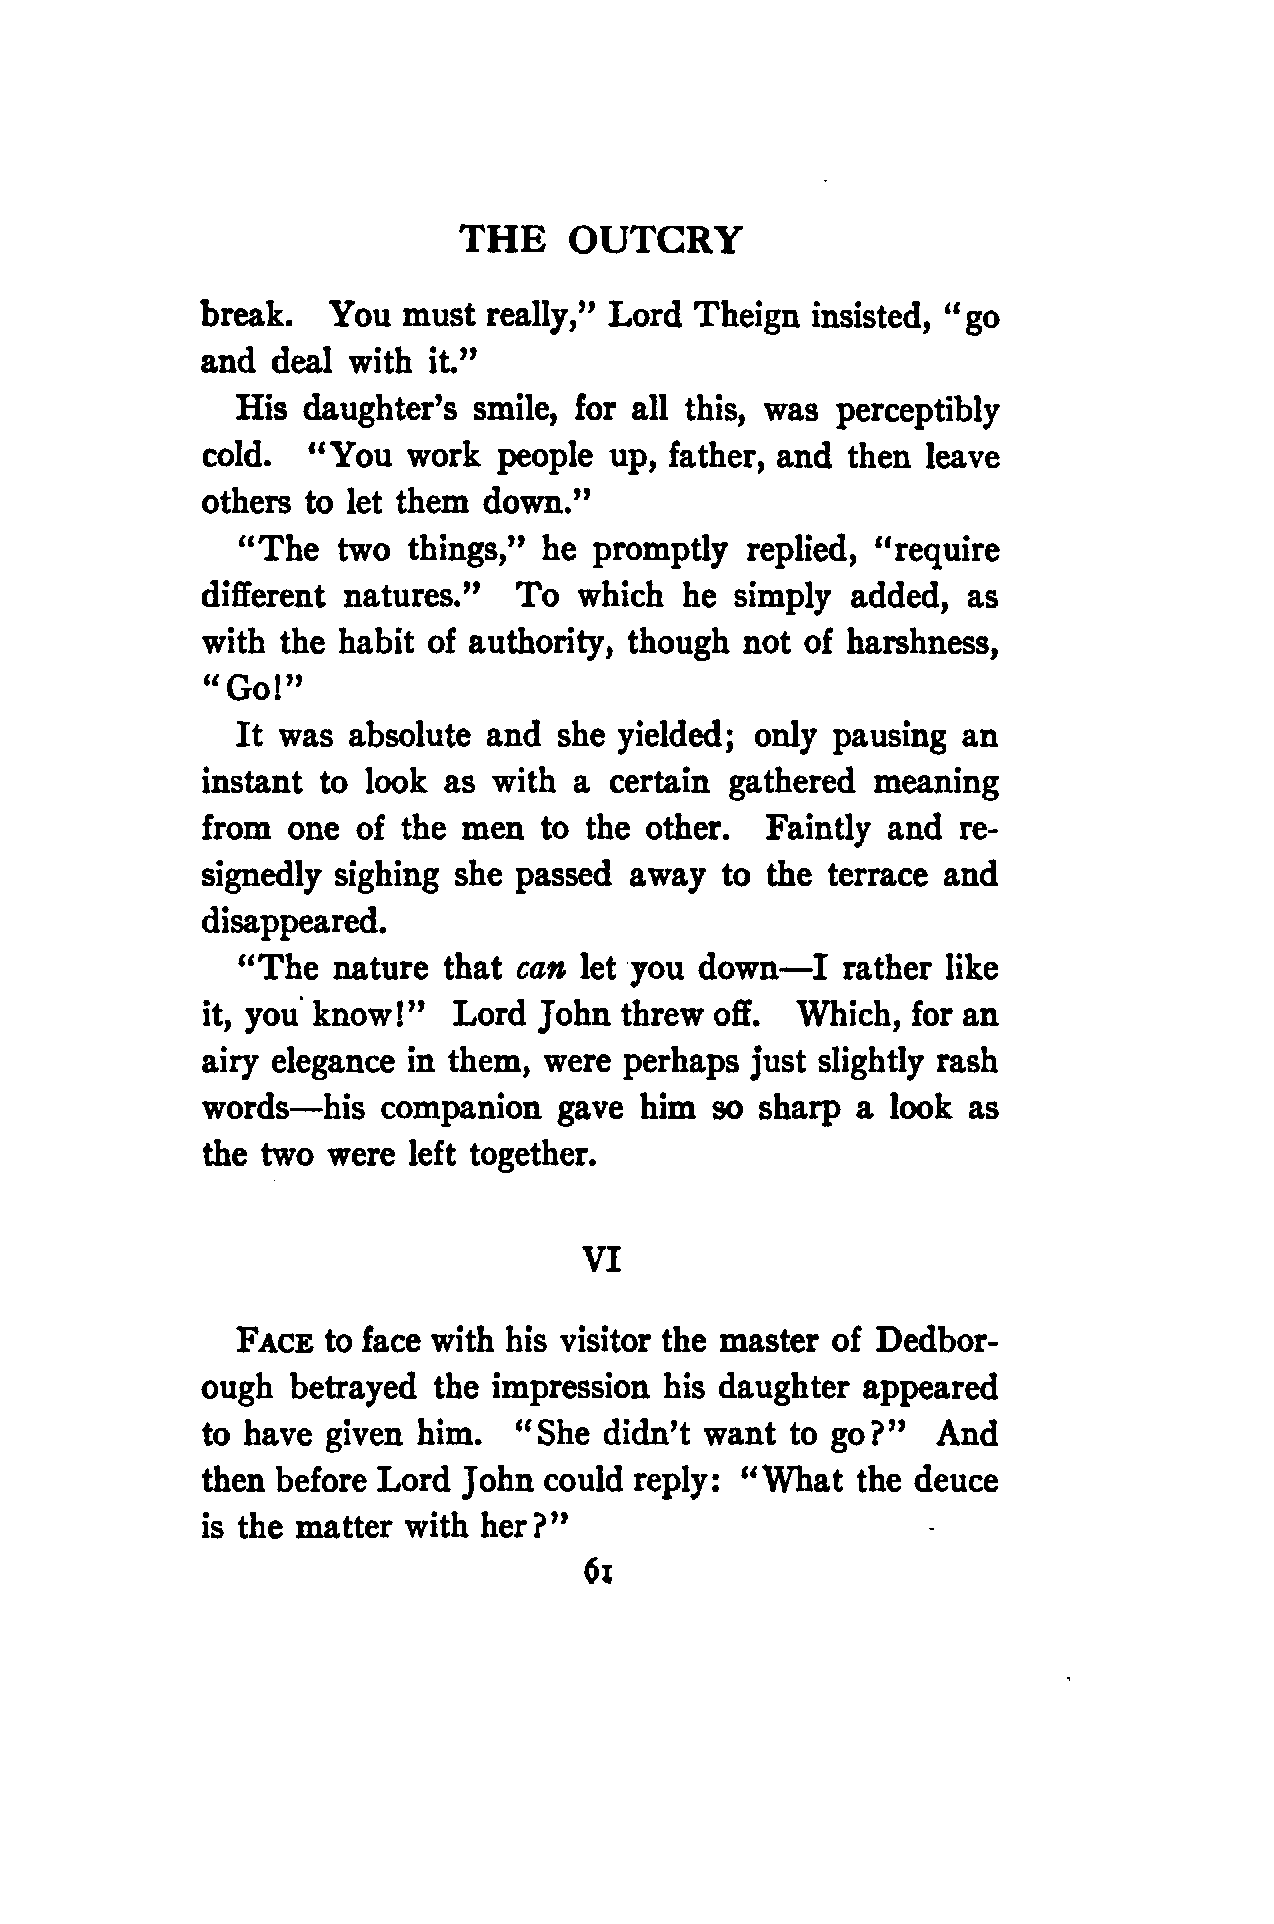 THE OUTCRY
break. You must really,” Lord Theign insisted, “go
and deal with it.”
His daughter’s smile, for all this, was perceptibly
cold. “You work people up, father, and then leave
others to let them down.”
“The two things,” he promptly replied, “require
different natures.” To which he simply added, as
with the habit of authority, though not of harshness,
“Go!”
It was absolute and she yielded; only pausing an
instant to look as with a certain gathered meaning
from one of the men to the other. Faintly and re-
signedly sighing she passed away to the terrace and
disappeared.
“The nature that can let you down—I rather like
it, you know!” Lord John threw off. Which, for an
airy elegance in them, were perhaps just slightly rash
words—his companion gave him so sharp a look as
the two were left together.
VI
FACE to face with his visitor the master of Dedbor-
ough betrayed the impression his daughter appeared
to have given him. “She didn’t want to go?” And
then before Lord John could reply: “What the deuce
is the matter with her?”
61